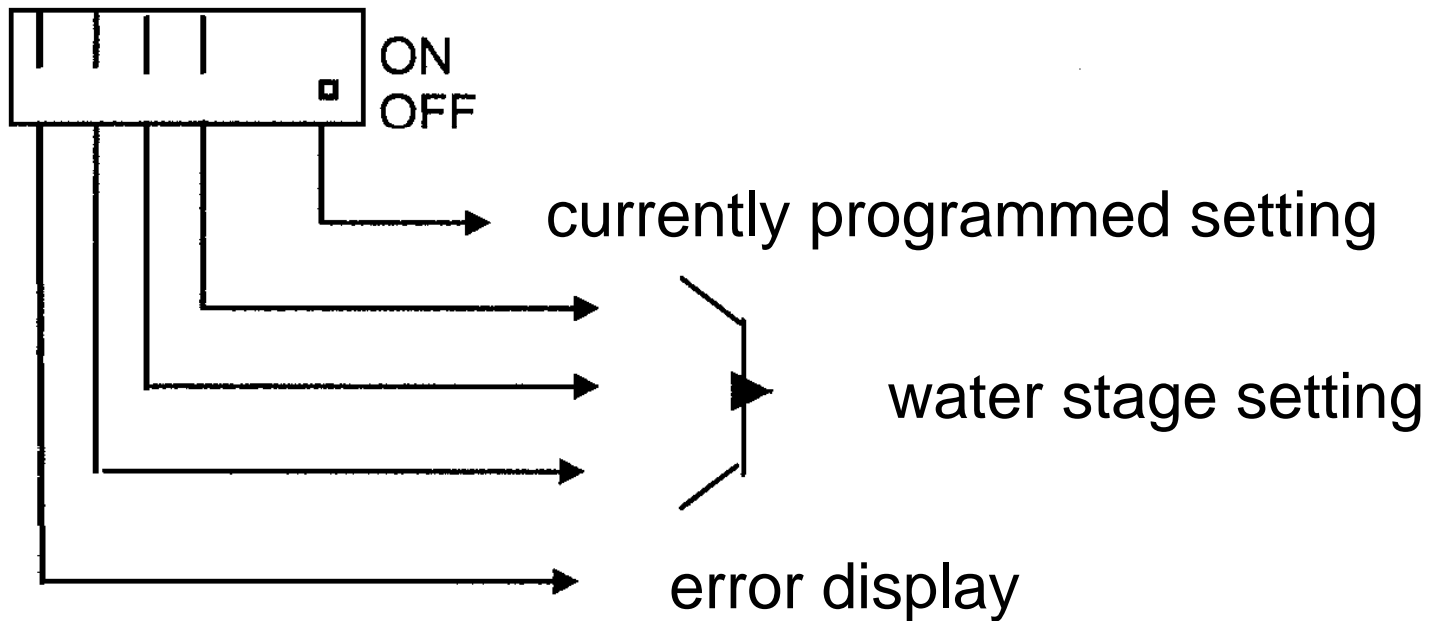 ON
OFF
currently programmed setting
water stage setting
error display